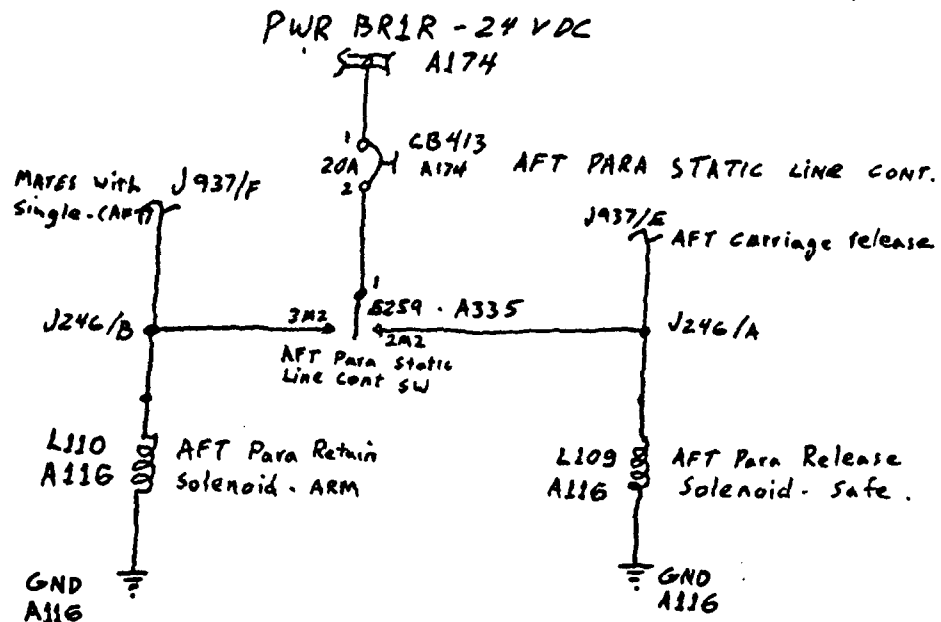 PWR BR1R - 24 VDC
A174
1
20A
2
CB413
A174
AFT PARA STATIC LINE CONT.
MATES with
Single-(AFT)
J937/F
J937/E
AFT Carriage release
1
S259 - A335
J246/B
3M2
2M2
J246/A
AFT Para Static
Line Cont SW
L110
A116
AFT Para Retain
Solenoid - ARM
L109
A116
AFT Para Release
Solenoid - Safe.
GND
A116
GND
A116